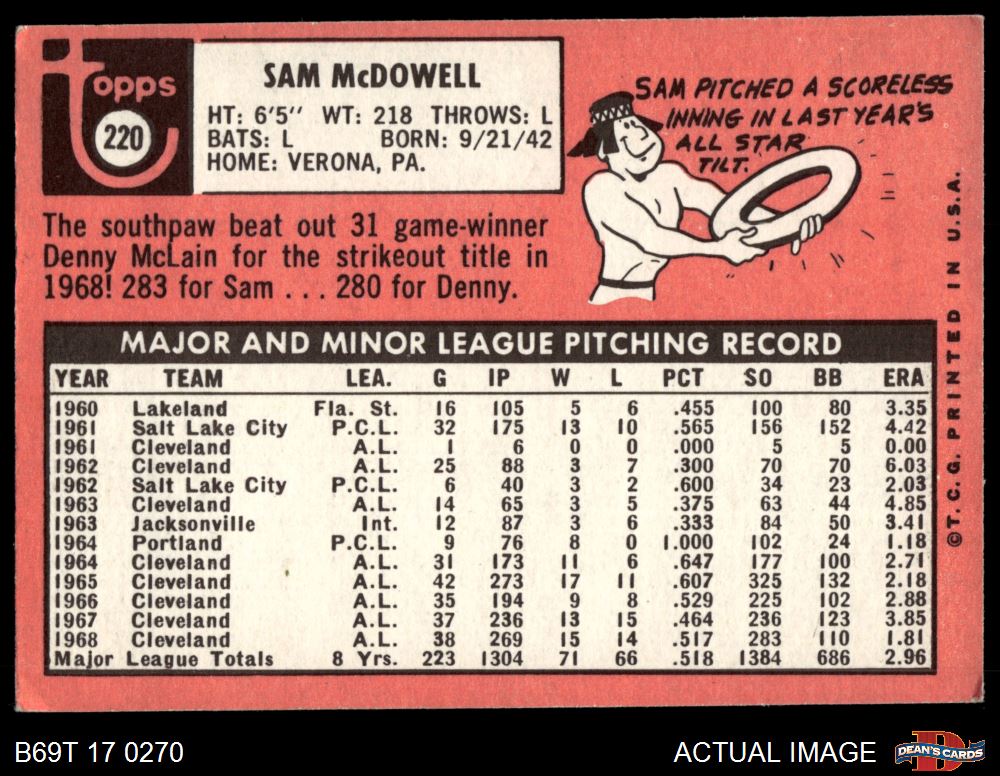 topps
220
SAM McDOWELL
HT: 6'5" WT: 218 THROWS: L
BATS: L BORN: 9/21/42
HOME: VERONA, PA.
SAM PITCHED A SCORELESS
INNING IN LAST YEAR'S
ALL STAR
TILT.
The southpaw beat out 31 game-winner
Denny McLain for the strikeout title in
1968! 283 for Sam . . . 280 for Denny.
MAJOR AND MINOR LEAGUE PITCHING RECORD
YEAR TEAM LEA. G IP W L PCT SO BB ERA
1960 Lakeland Fla. St. 16 105 5 6 .455 100 80 3.35
1961 Salt Lake City P.C.L. 32 175 13 10 .565 156 152 4.42
1961 Cleveland A.L. 1 6 0 0 .000 5 5 0.00
1962 Cleveland A.L. 25 88 3 7 .300 70 70 6.03
1962 Salt Lake City P.C.L. 6 40 3 2 .600 34 23 2.03
1963 Cleveland A.L. 14 65 3 5 .375 63 44 4.85
1963 Jacksonville Int. 12 87 3 6 .333 84 50 3.41
1964 Portland P.C.L. 9 76 8 0 1.000 102 24 1.18
1964 Cleveland A.L. 31 173 11 6 .647 177 100 2.71
1965 Cleveland A.L. 42 273 17 11 .607 325 132 2.18
1966 Cleveland A.L. 35 194 9 8 .529 225 102 2.88
1967 Cleveland A.L. 37 236 13 15 .464 236 123 3.85
1968 Cleveland A.L. 38 269 15 14 .517 283 110 1.81
Major League Totals 8 Yrs. 223 1304 71 66 .518 1384 686 2.96
©T. C. G. PRINTED IN U.S.A.
B69T 17 0270
ACTUAL IMAGE
DEAN'S CARDS